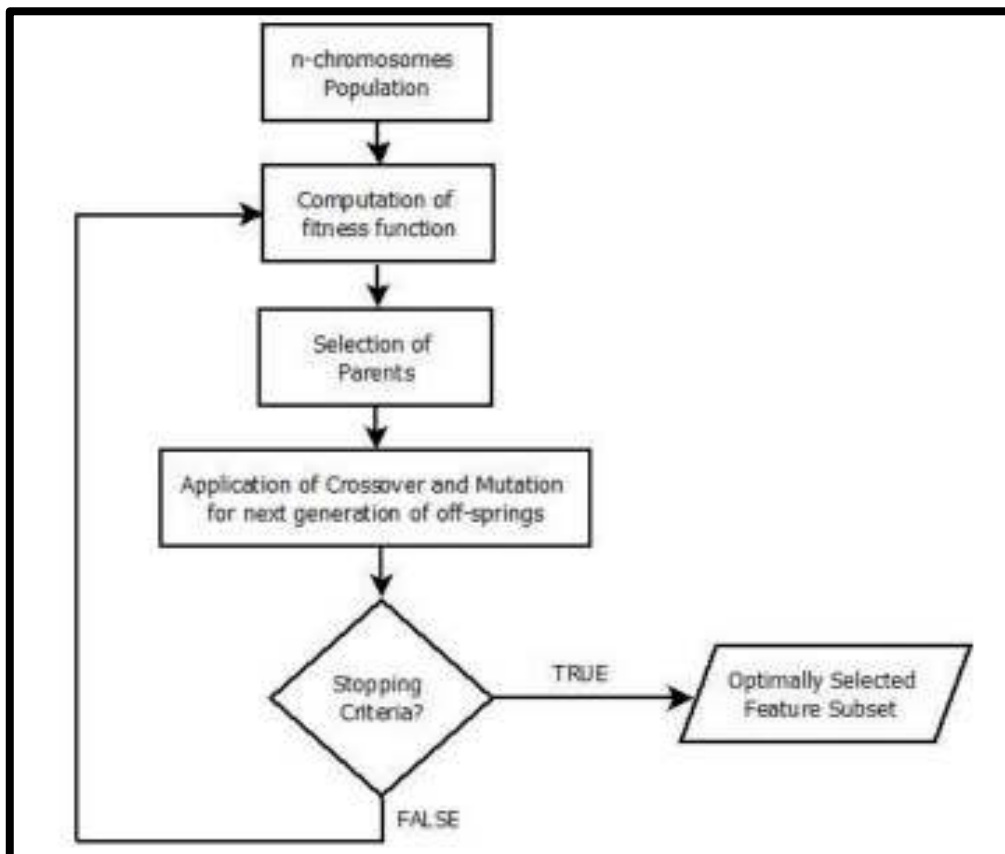 n-chromosomes
Population
Computation of
fitness function
Selection of
Parents
Application of Crossover and Mutation
for next generation of off-springs
Stopping
Criteria?
TRUE
Optimally Selected
Feature Subset
FALSE